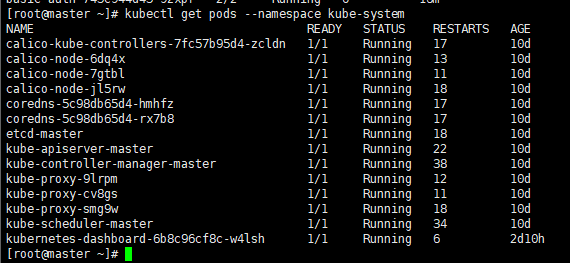 [root@master ~]# kubectl get pods --namespace kube-system
NAME READY STATUS RESTARTS AGE
calico-kube-controllers-7fc57b95d4-zcldn 1/1 Running 17 10d
calico-node-6dq4x 1/1 Running 13 10d
calico-node-7gtbl 1/1 Running 11 10d
calico-node-jl5rw 1/1 Running 18 10d
coredns-5c98db65d4-hmhfz 1/1 Running 17 10d
coredns-5c98db65d4-rx7b8 1/1 Running 17 10d
etcd-master 1/1 Running 18 10d
kube-apiserver-master 1/1 Running 22 10d
kube-controller-manager-master 1/1 Running 38 10d
kube-proxy-9lrpm 1/1 Running 12 10d
kube-proxy-cv8gs 1/1 Running 11 10d
kube-proxy-smg9w 1/1 Running 18 10d
kube-scheduler-master 1/1 Running 34 10d
kubernetes-dashboard-6b8c96cf8c-w4lsh 1/1 Running 6 2d10h
[root@master ~]#